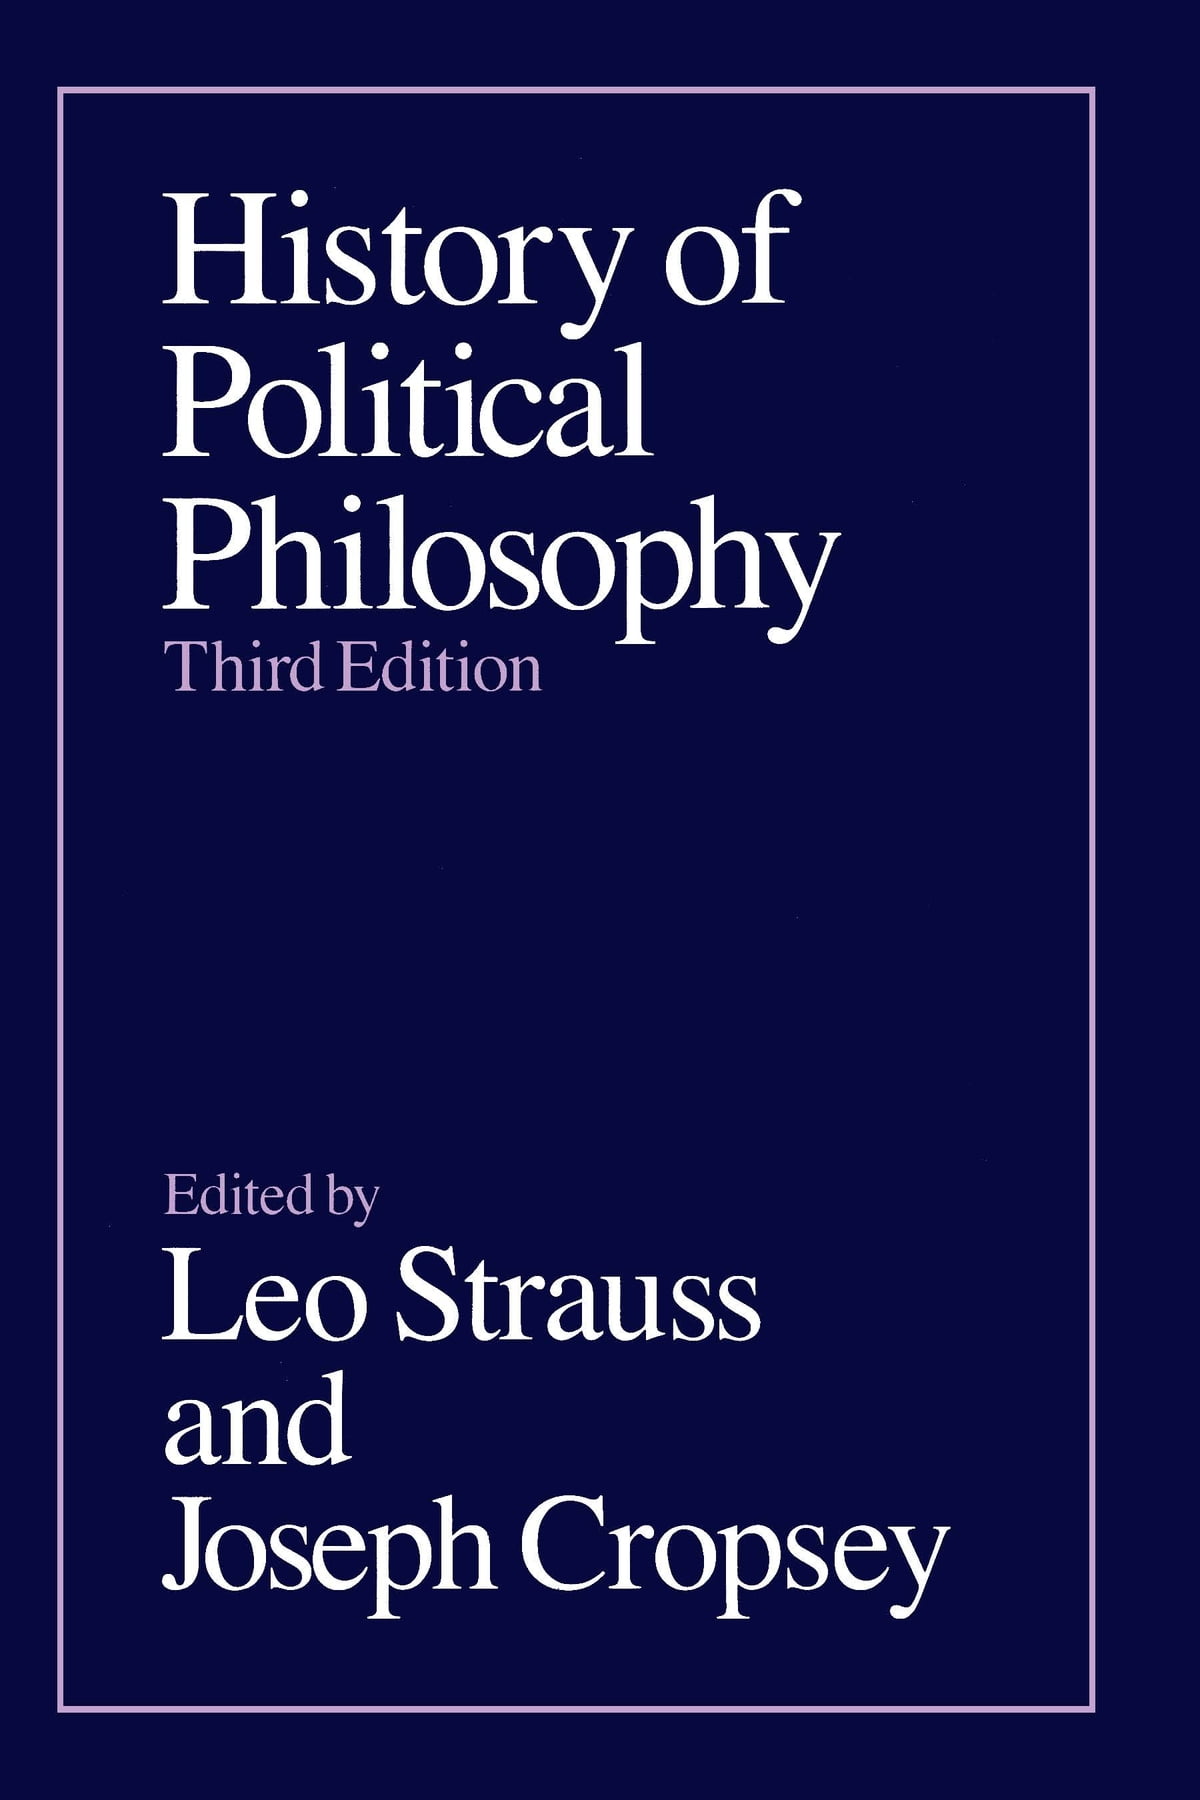 History of
Political
Philosophy
Third Edition
Edited by
Leo Strauss
and
Joseph Cropsey